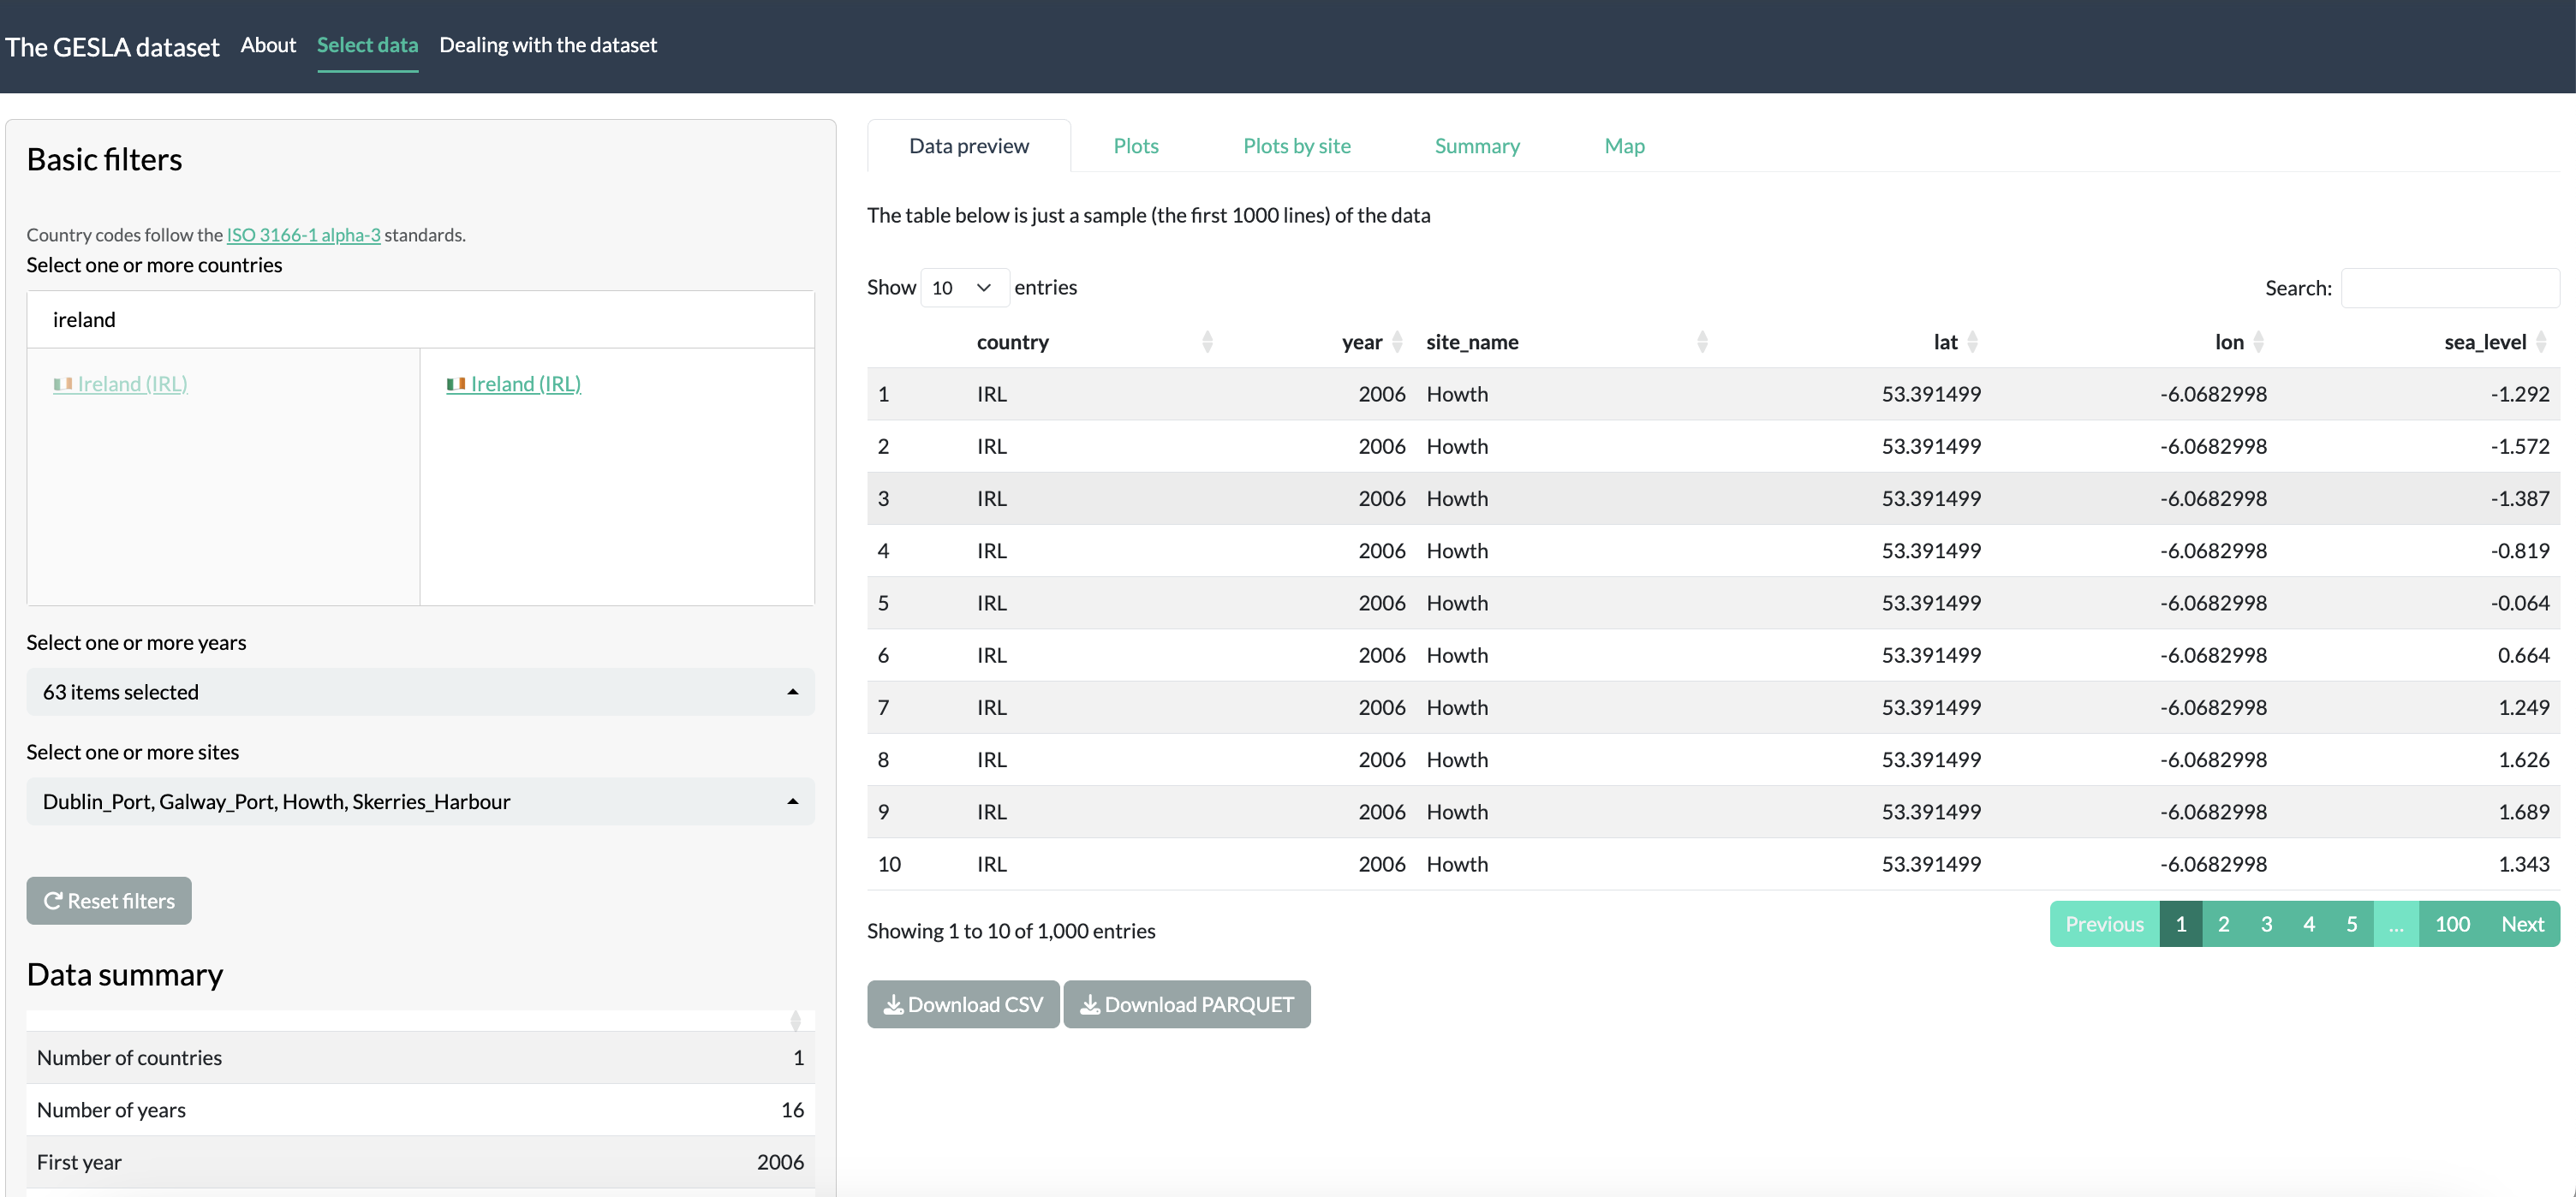 The GESLA dataset About Select data Dealing with the dataset
Basic filters
Country codes follow the ISO 3166-1 alpha-3 standards.
Select one or more countries
ireland
Ireland (IRL) Ireland (IRL)
Select one or more years
63 items selected
Select one or more sites
Dublin_Port, Galway_Port, Howth, Skerries_Harbour
Reset filters
Data summary
Number of countries 1
Number of years 16
First year 2006
Data preview Plots Plots by site Summary Map
The table below is just a sample (the first 1000 lines) of the data
Show 10 entries Search:
country year site_name lat lon sea_level
1 IRL 2006 Howth 53.391499 -6.0682998 -1.292
2 IRL 2006 Howth 53.391499 -6.0682998 -1.572
3 IRL 2006 Howth 53.391499 -6.0682998 -1.387
4 IRL 2006 Howth 53.391499 -6.0682998 -0.819
5 IRL 2006 Howth 53.391499 -6.0682998 -0.064
6 IRL 2006 Howth 53.391499 -6.0682998 0.664
7 IRL 2006 Howth 53.391499 -6.0682998 1.249
8 IRL 2006 Howth 53.391499 -6.0682998 1.626
9 IRL 2006 Howth 53.391499 -6.0682998 1.689
10 IRL 2006 Howth 53.391499 -6.0682998 1.343
Showing 1 to 10 of 1,000 entries Previous 1 2 3 4 5 … 100 Next
Download CSV Download PARQUET